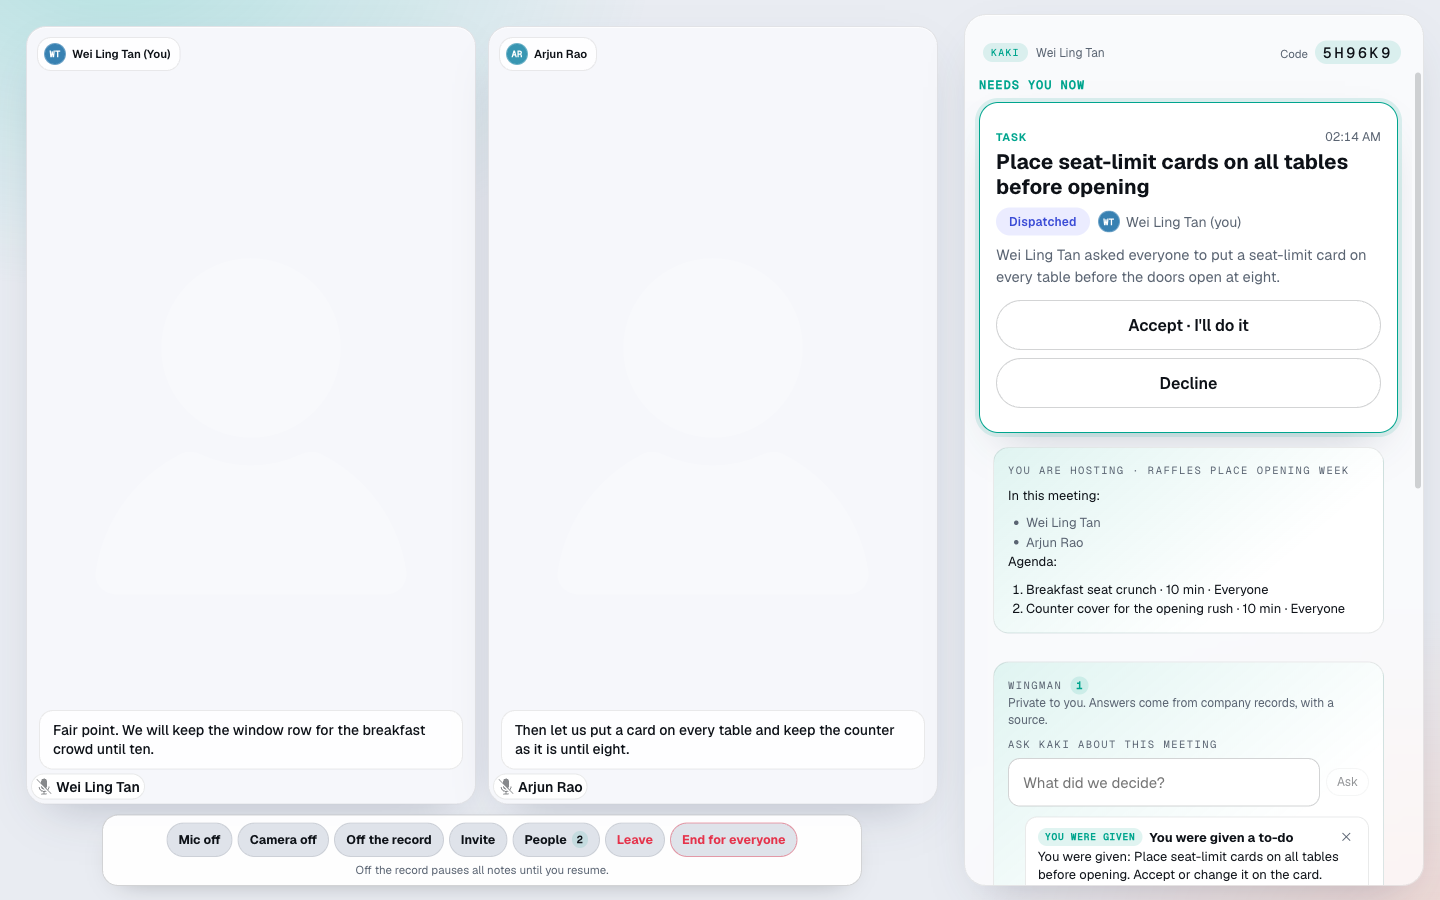 WT Wei Ling Tan (You)
AR Arjun Rao
Fair point. We will keep the window row for the breakfast
crowd until ten.
Wei Ling Tan
Then let us put a card on every table and keep the counter
as it is until eight.
Arjun Rao
Mic off
Camera off
Off the record
Invite
People 2
Leave
End for everyone
Off the record pauses all notes until you resume.
KAKI Wei Ling Tan
Code 5H96K9
NEEDS YOU NOW
TASK 02:14 AM
Place seat-limit cards on all tables
before opening
Dispatched WT Wei Ling Tan (you)
Wei Ling Tan asked everyone to put a seat-limit card on
every table before the doors open at eight.
Accept · I'll do it
Decline
YOU ARE HOSTING · RAFFLES PLACE OPENING WEEK
In this meeting:
• Wei Ling Tan
• Arjun Rao
Agenda:
1. Breakfast seat crunch · 10 min · Everyone
2. Counter cover for the opening rush · 10 min · Everyone
WINGMAN 1
Private to you. Answers come from company records, with a
source.
ASK KAKI ABOUT THIS MEETING
What did we decide?
Ask
YOU WERE GIVEN You were given a to-do
You were given: Place seat-limit cards on all tables
before opening. Accept or change it on the card.